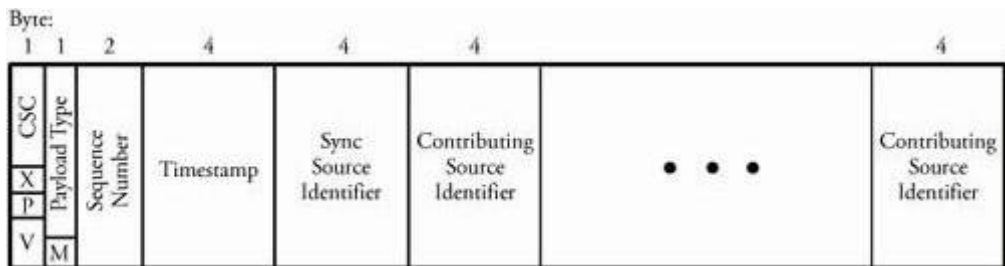 Byte:
1 1 2 4 4 4 4
CSC
X
P
V
Payload Type
M
Sequence
Number
Timestamp
Sync
Source
Identifier
Contributing
Source
Identifier
Contributing
Source
Identifier